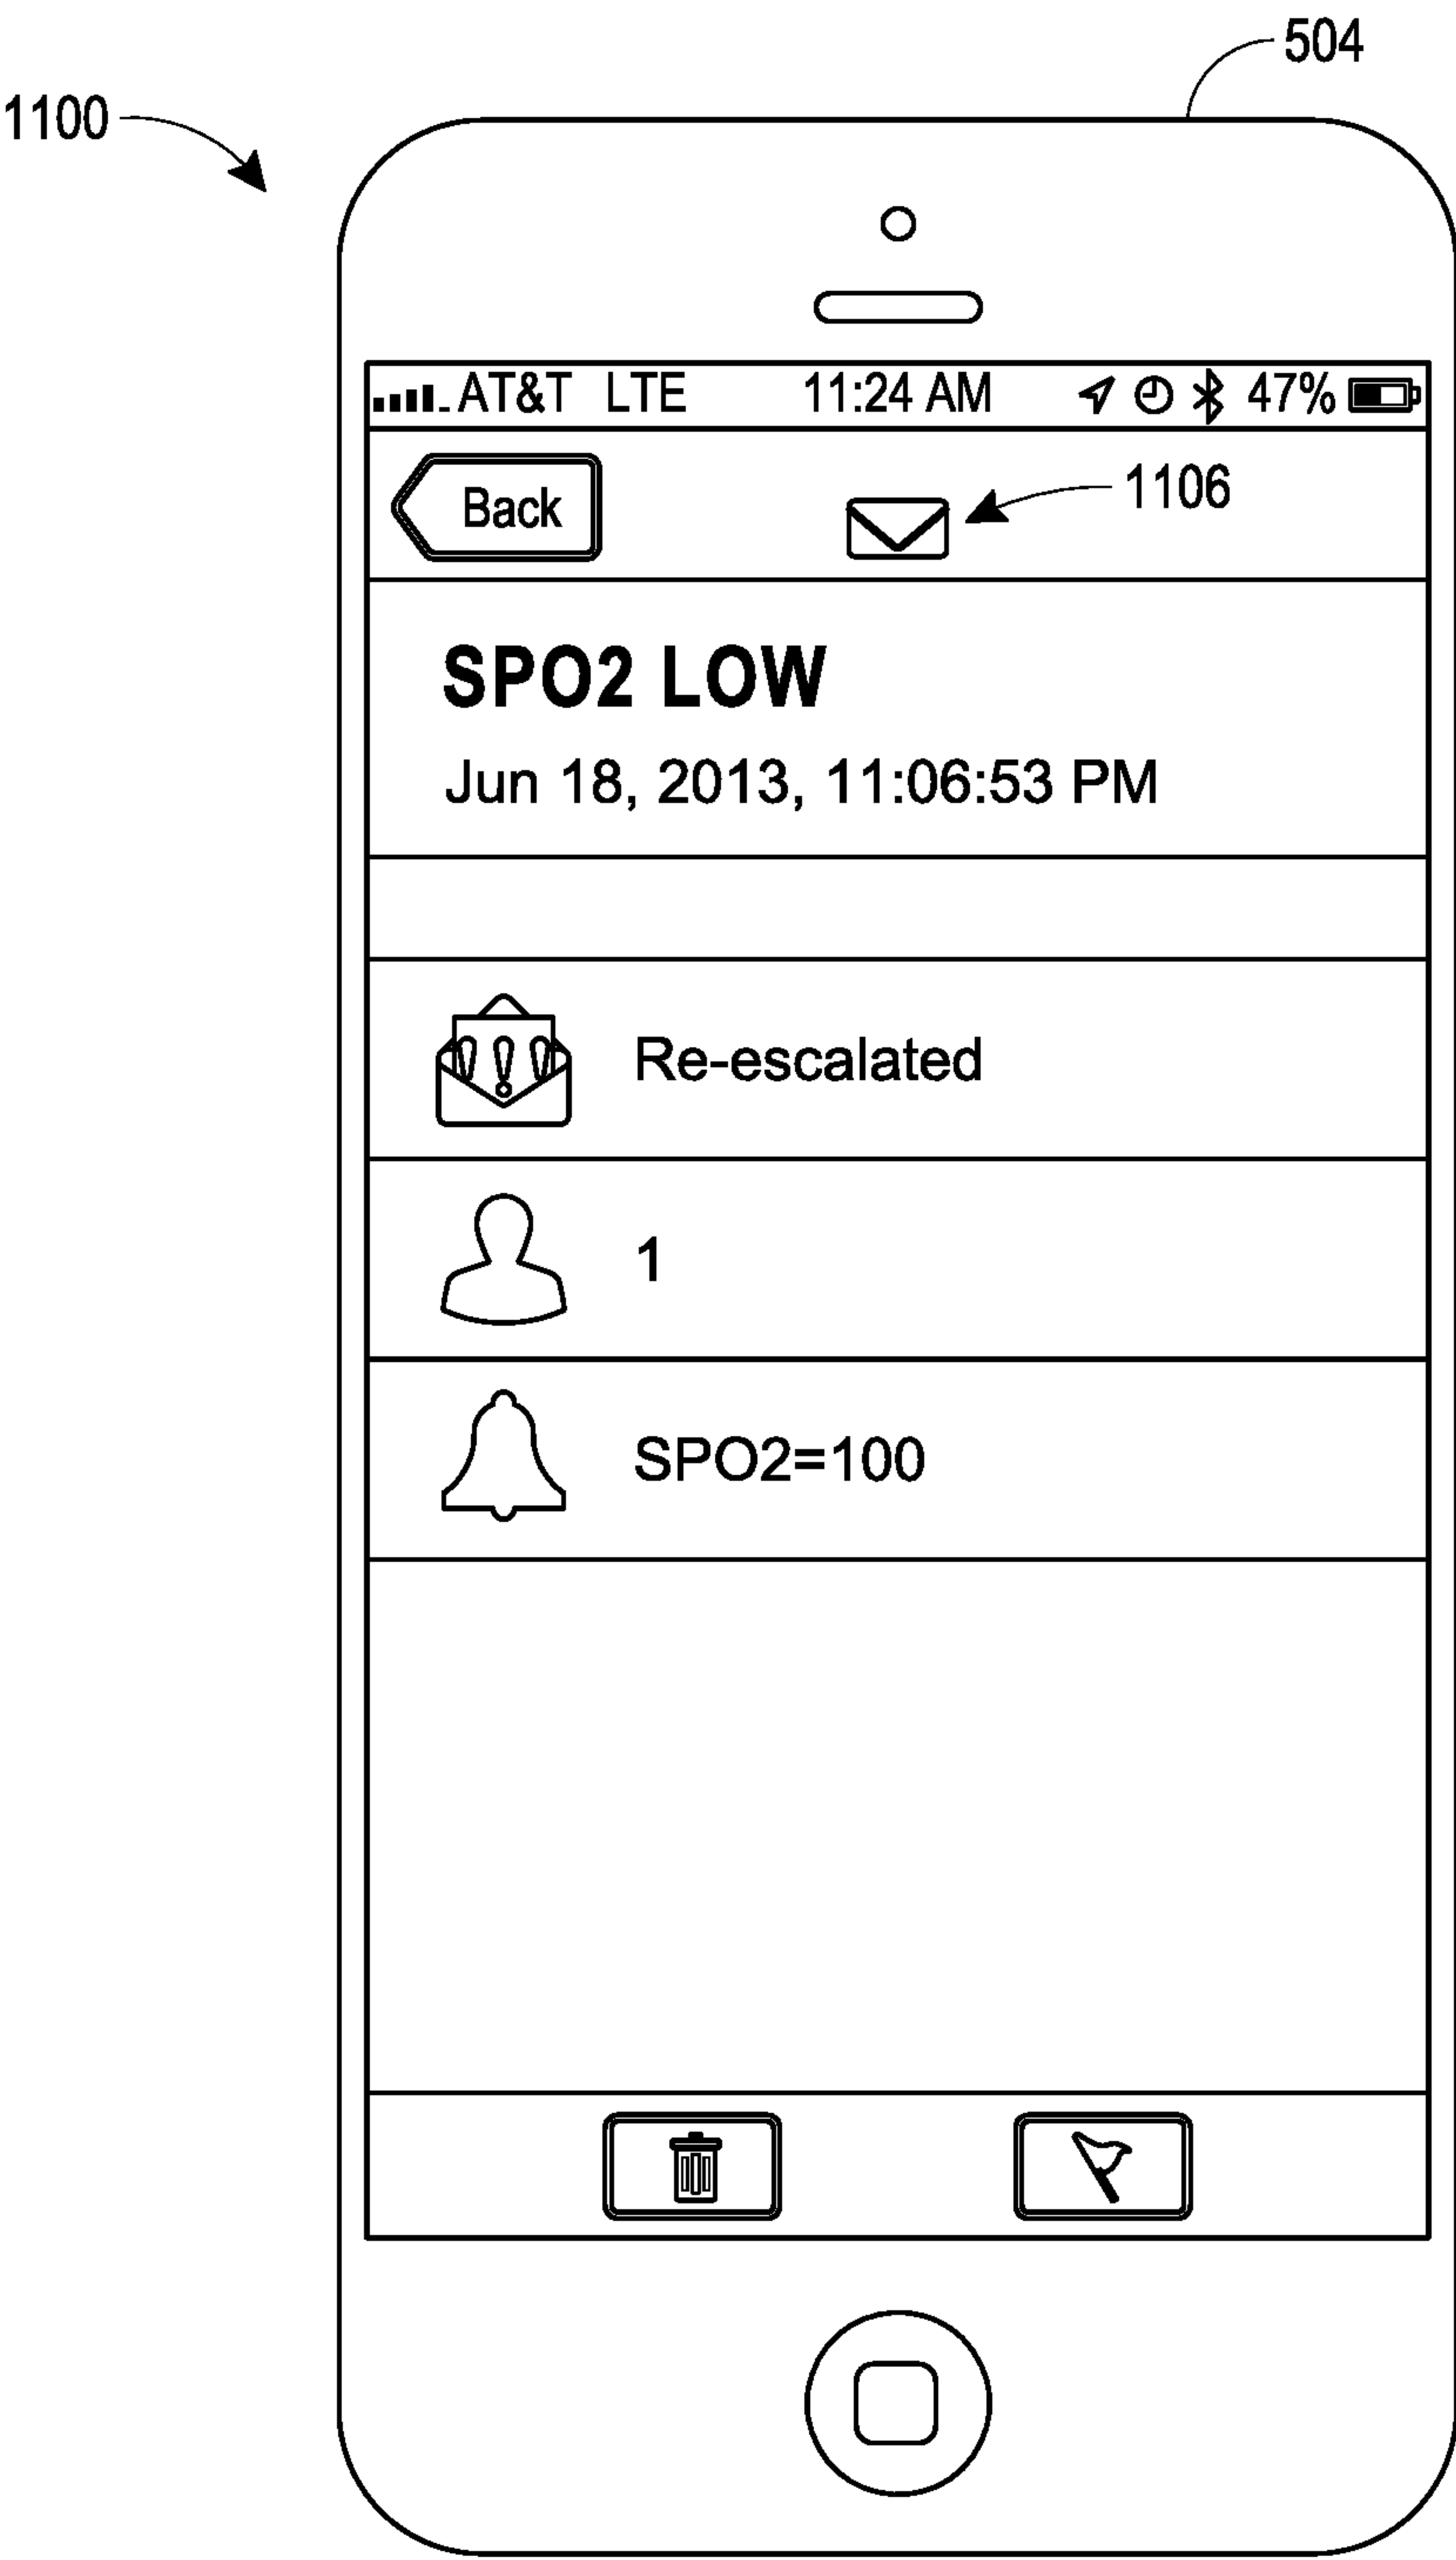 504
1100
AT&T LTE 11:24 AM 47%
Back
1106
SPO2 LOW
Jun 18, 2013, 11:06:53 PM
Re-escalated
1
SPO2=100